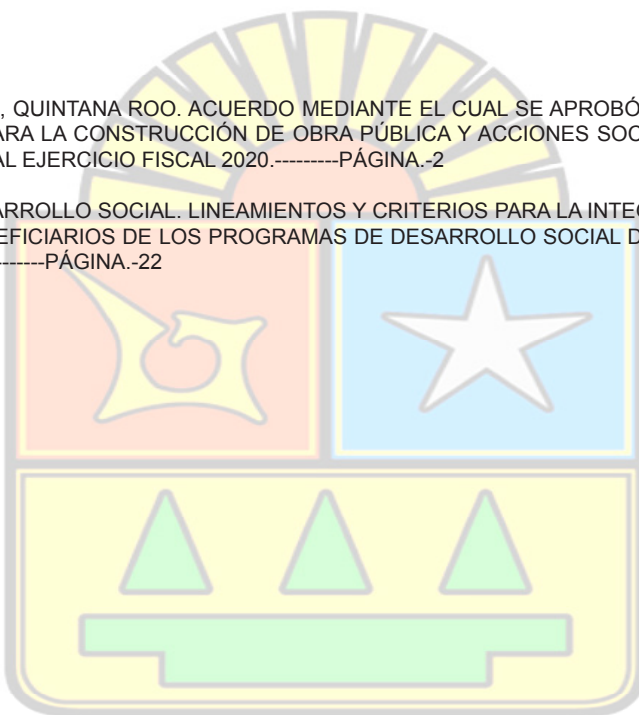 , QUINTANA ROO. ACUERDO MEDIANTE EL CUAL SE APROBÓ
ARA LA CONSTRUCCIÓN DE OBRA PÚBLICA Y ACCIONES SOC
AL EJERCICIO FISCAL 2020.---------PÁGINA.-2
ARROLLO SOCIAL. LINEAMIENTOS Y CRITERIOS PARA LA INTEG
EFICIARIOS DE LOS PROGRAMAS DE DESARROLLO SOCIAL D
-------PÁGINA.-22